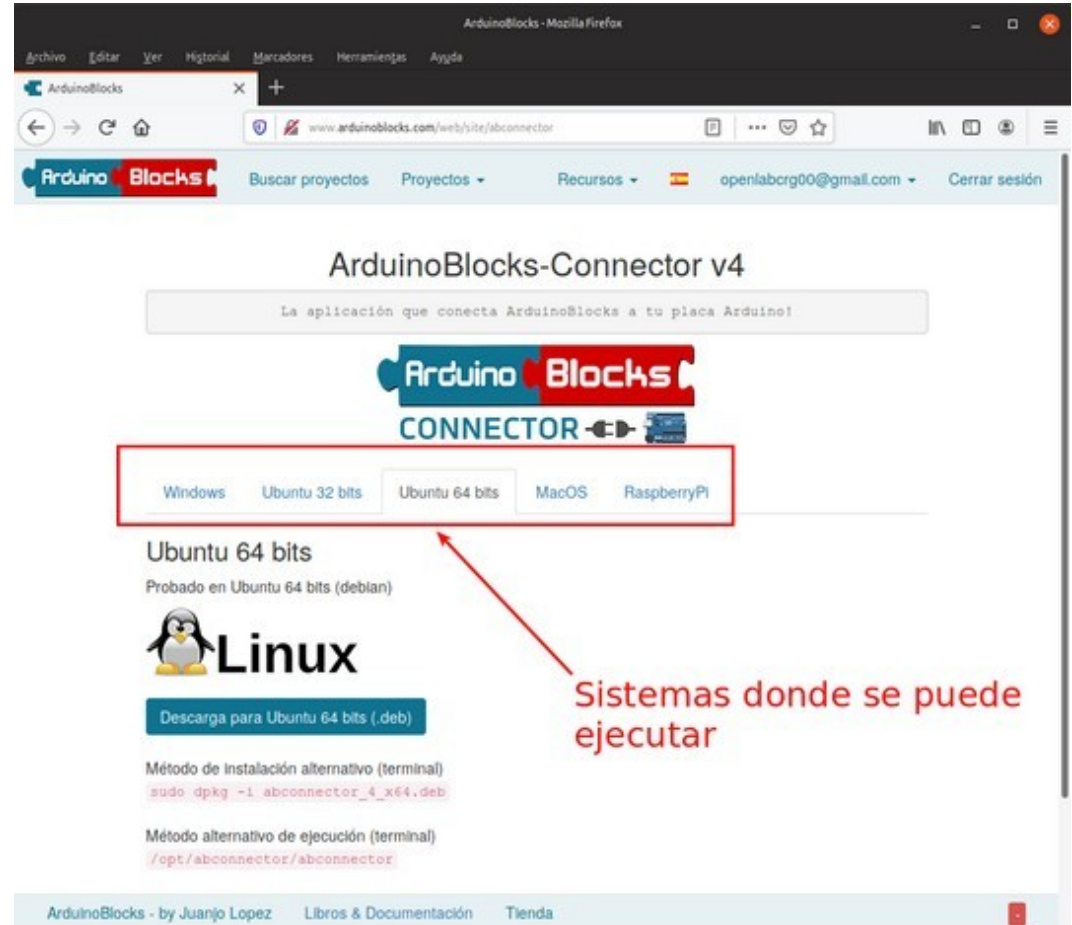 ArduinoBlocks - Mozilla Firefox
Archivo Editar Ver Historial Marcadores Herramientas Ayuda
ArduinoBlocks
www.arduinoblocks.com/web/site/abconnector
Arduino Blocks Buscar proyectos Proyectos Recursos openlabcrg00@gmail.com Cerrar sesión
ArduinoBlocks-Connector v4
La aplicación que conecta ArduinoBlocks a tu placa Arduino!
Arduino Blocks
CONNECTOR
Windows Ubuntu 32 bits Ubuntu 64 bits MacOS RaspberryPi
Ubuntu 64 bits
Probado en Ubuntu 64 bits (debian)
Linux
Descarga para Ubuntu 64 bits (.deb)
Sistemas donde se puede
ejecutar
Método de instalación alternativo (terminal)
sudo dpkg -i abconnector_4_x64.deb
Método alternativo de ejecución (terminal)
/opt/abconnector/abconnector
ArduinoBlocks - by Juanjo Lopez Libros & Documentación Tienda